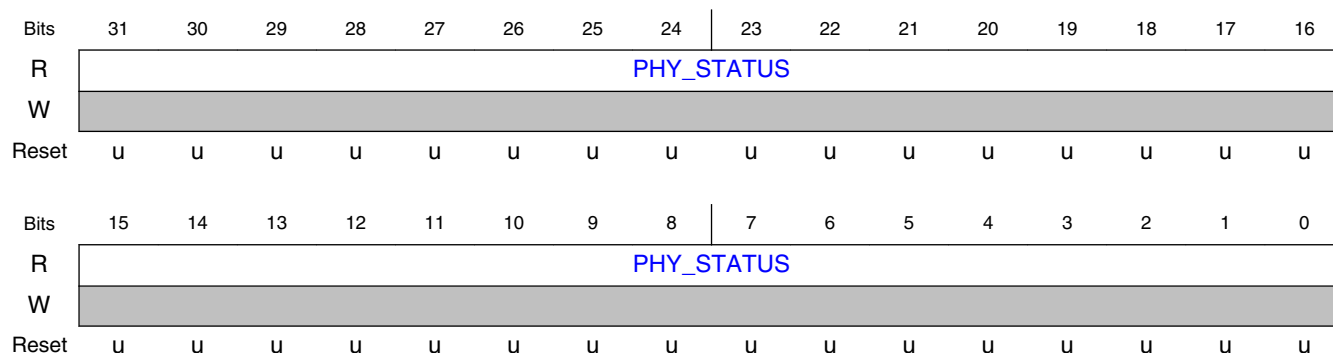 Bits 31 30 29 28 27 26 25 24 23 22 21 20 19 18 17 16
R PHY_STATUS
W
Reset u u u u u u u u u u u u u u u u
Bits 15 14 13 12 11 10 9 8 7 6 5 4 3 2 1 0
R PHY_STATUS
W
Reset u u u u u u u u u u u u u u u u